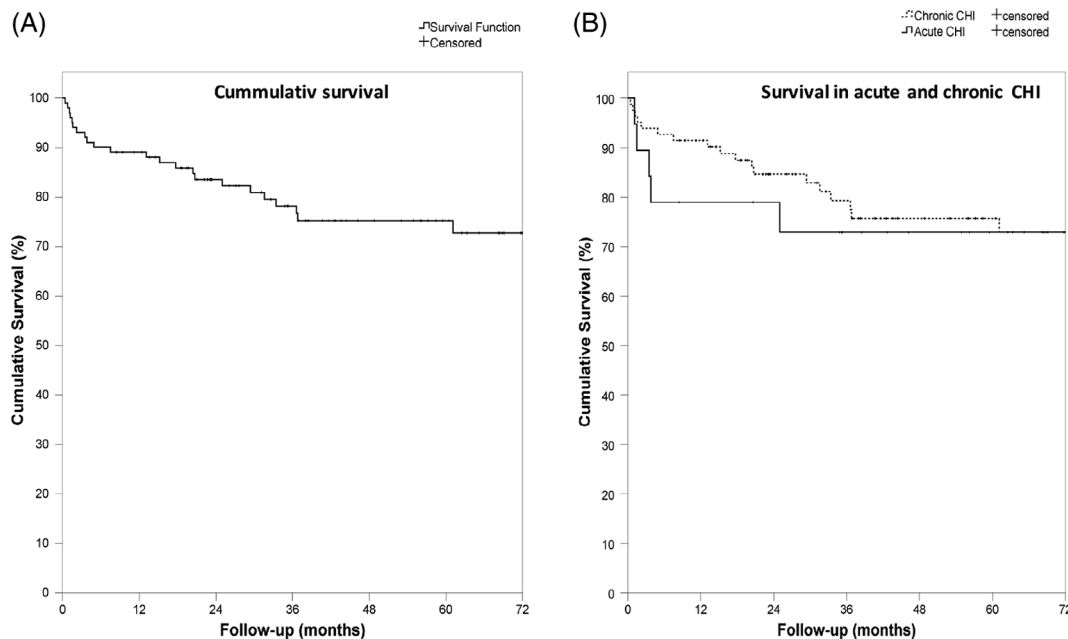 (A)
Survival Function
Censored
Cummulativ survival
Cumulative Survival (%)
100
90
80
70
60
50
40
30
20
10
0
0 12 24 36 48 60 72
Follow-up (months)
(B)
Chronic CHI +censored
Acute CHI +censored
Survival in acute and chronic CHI
Cumulative Survival (%)
100
90
80
70
60
50
40
30
20
10
0
0 12 24 36 48 60 72
Follow-up (months)